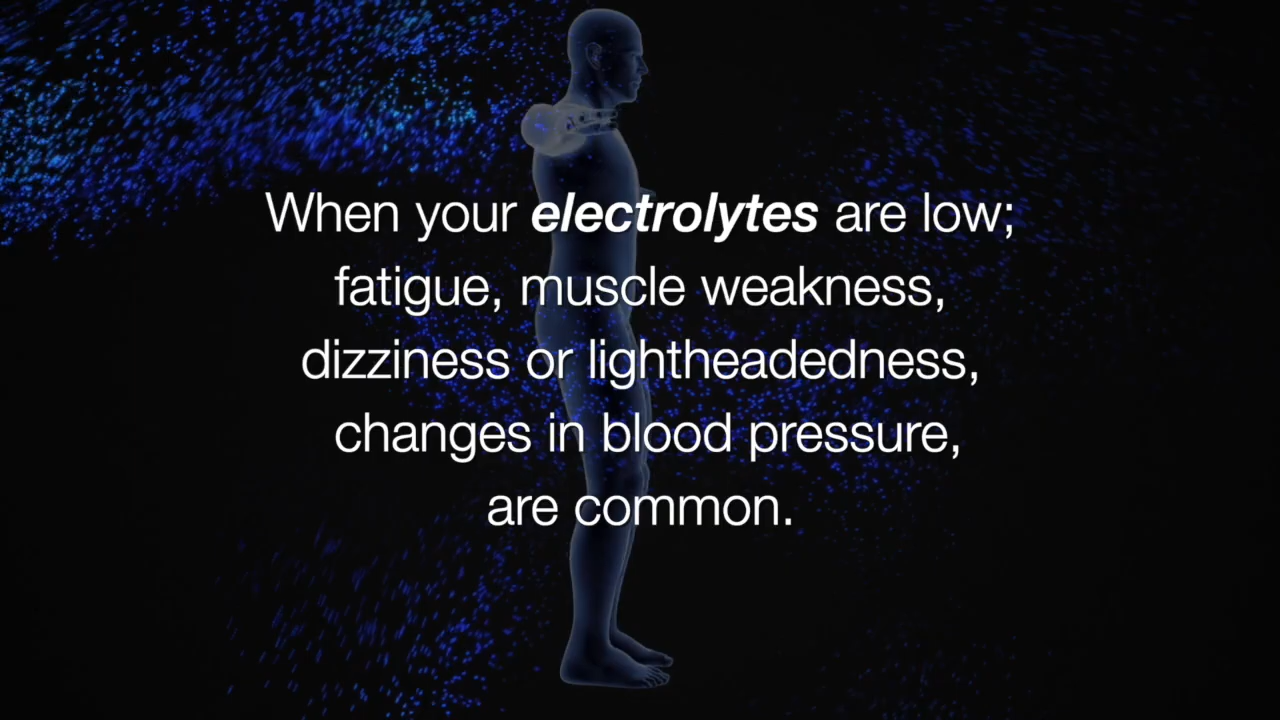 When your electrolytes are low;
fatigue, muscle weakness,
dizziness or lightheadedness,
changes in blood pressure,
are common.